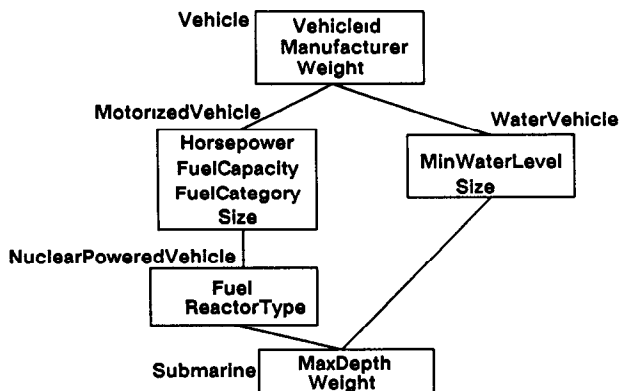 Vehicle
Vehicleid
Manufacturer
Weight
MotorizedVehicle
WaterVehicle
Horsepower
FuelCapacity
FuelCategory
Size
MinWaterLevel
Size
NuclearPoweredVehicle
Fuel
ReactorType
Submarine
MaxDepth
Weight